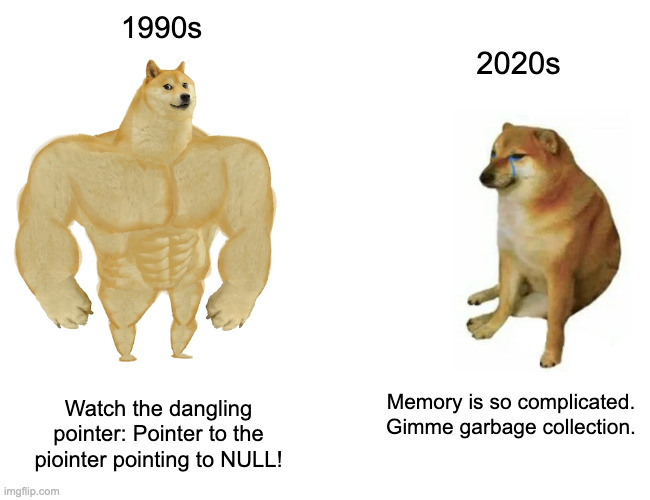 1990s
2020s
Watch the dangling
pointer: Pointer to the
piointer pointing to NULL!
Memory is so complicated.
Gimme garbage collection.
imgflip.com